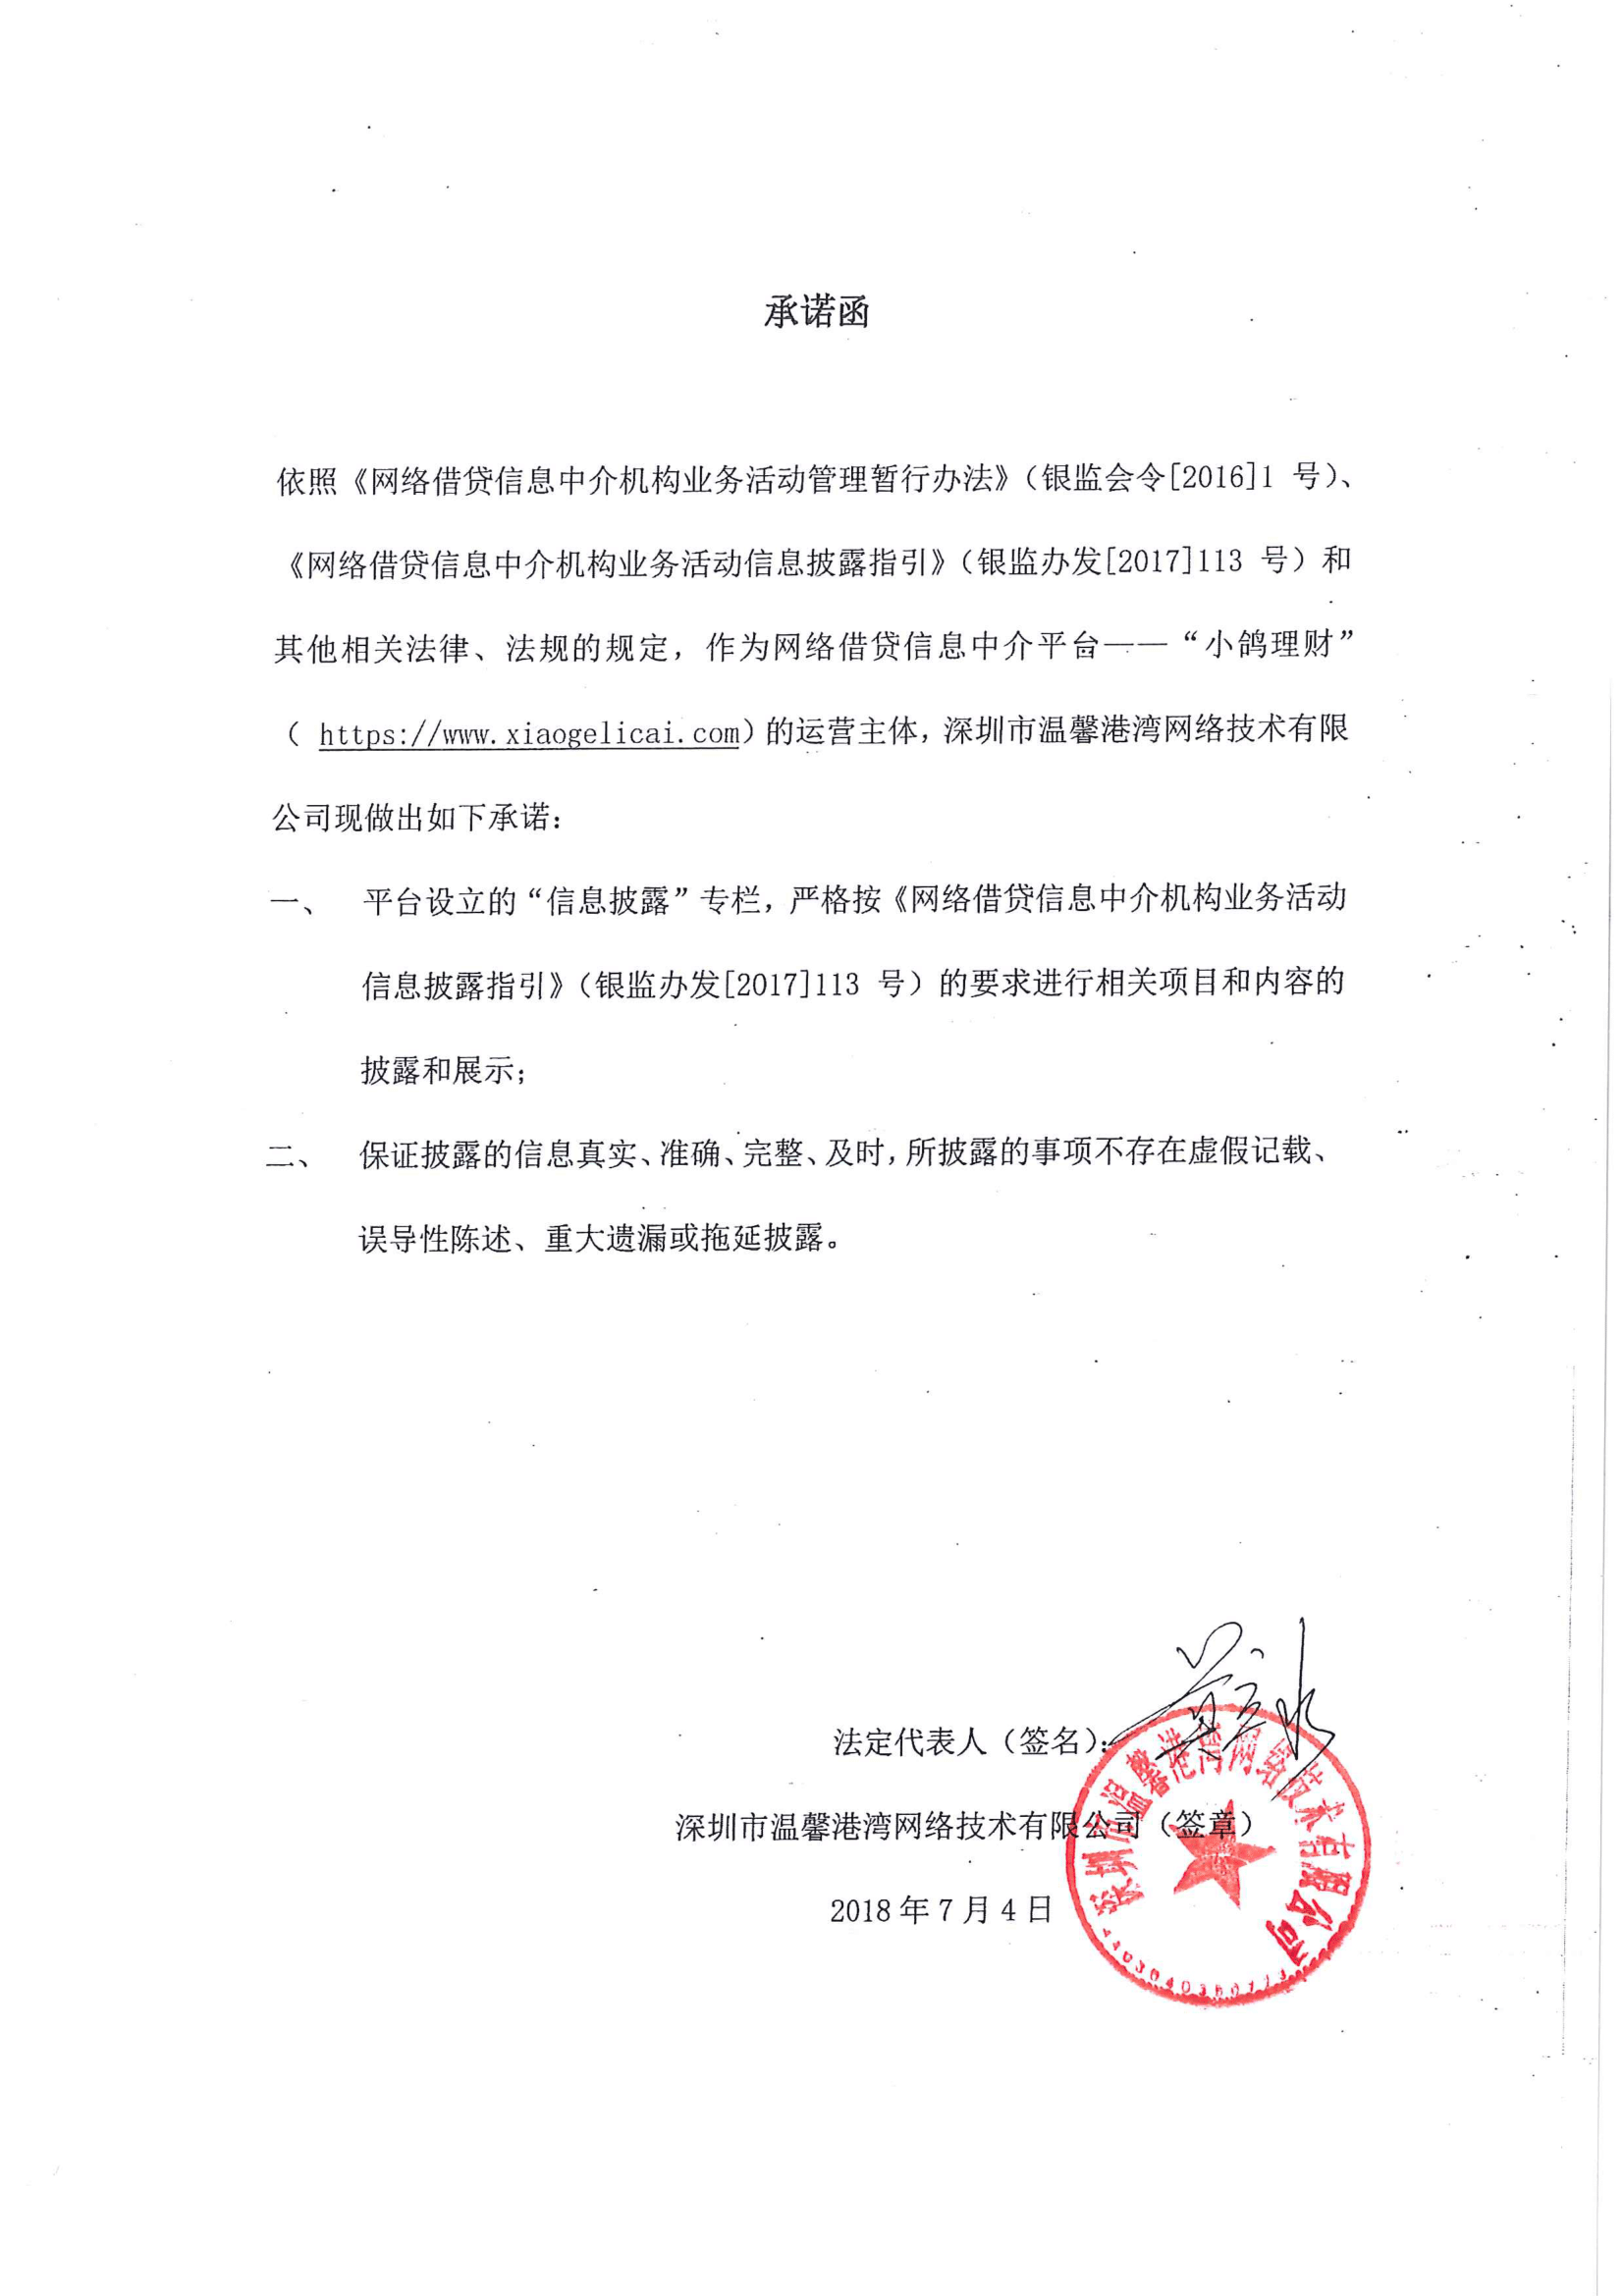 承诺函
依照《网络借贷信息中介机构业务活动管理暂行办法》（银监会令[2016]1 号）、
《网络借贷信息中介机构业务活动信息披露指引》（银监办发[2017]113 号）和
其他相关法律、法规的规定，作为网络借贷信息中介平台——“小鸽理财”
（ https://www.xiaogelicai.com）的运营主体，深圳市温馨港湾网络技术有限
公司现做出如下承诺：
一、 平台设立的“信息披露”专栏，严格按《网络借贷信息中介机构业务活动
信息披露指引》（银监办发[2017]113 号）的要求进行相关项目和内容的
披露和展示；
二、 保证披露的信息真实、准确、完整、及时，所披露的事项不存在虚假记载、
误导性陈述、重大遗漏或拖延披露。
法定代表人（签名）：
深圳市温馨港湾网络技术有限公司（签章）
2018 年 7 月 4 日
深圳市温馨港湾网络技术有限公司